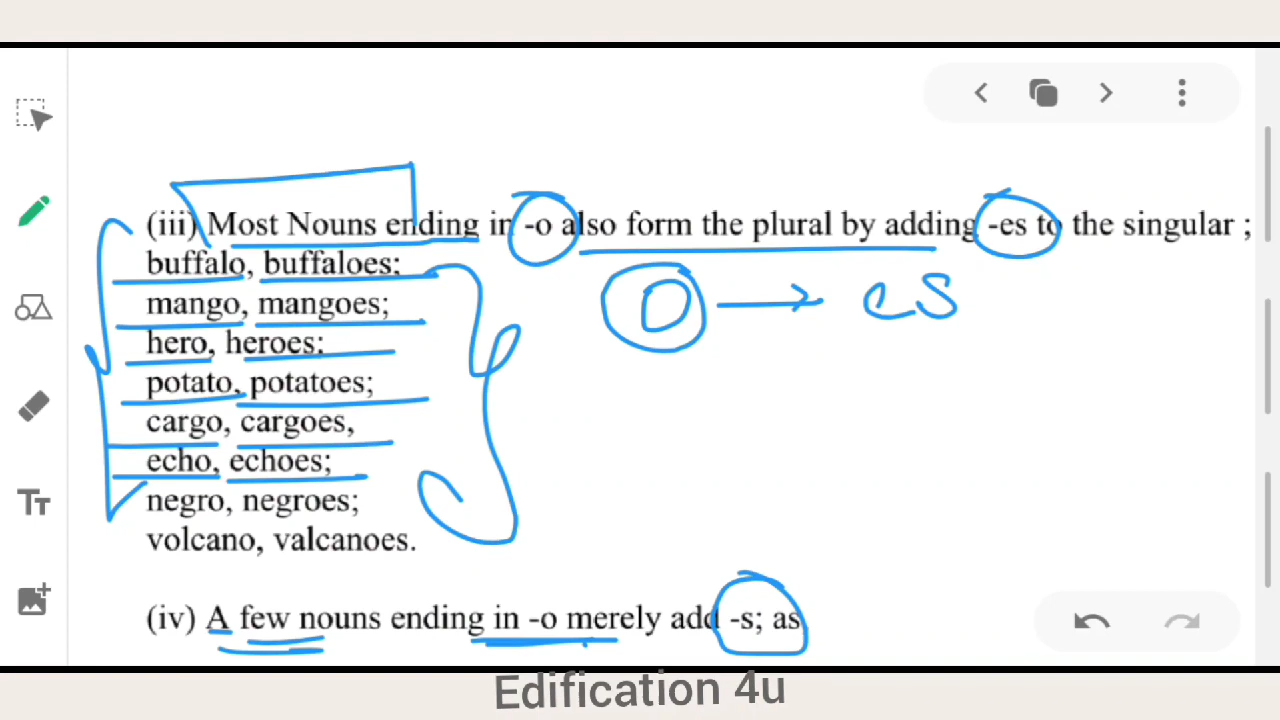 (iii) Most Nouns ending in -o also form the plural by adding -es to the singular ;
buffalo, buffaloes;
O → es
mango, mangoes;
hero, heroes:
potato, potatoes;
cargo, cargoes,
echo, echoes;
negro, negroes;
volcano, valcanoes.
(iv) A few nouns ending in -o merely add -s; as
TT
Edification 4u